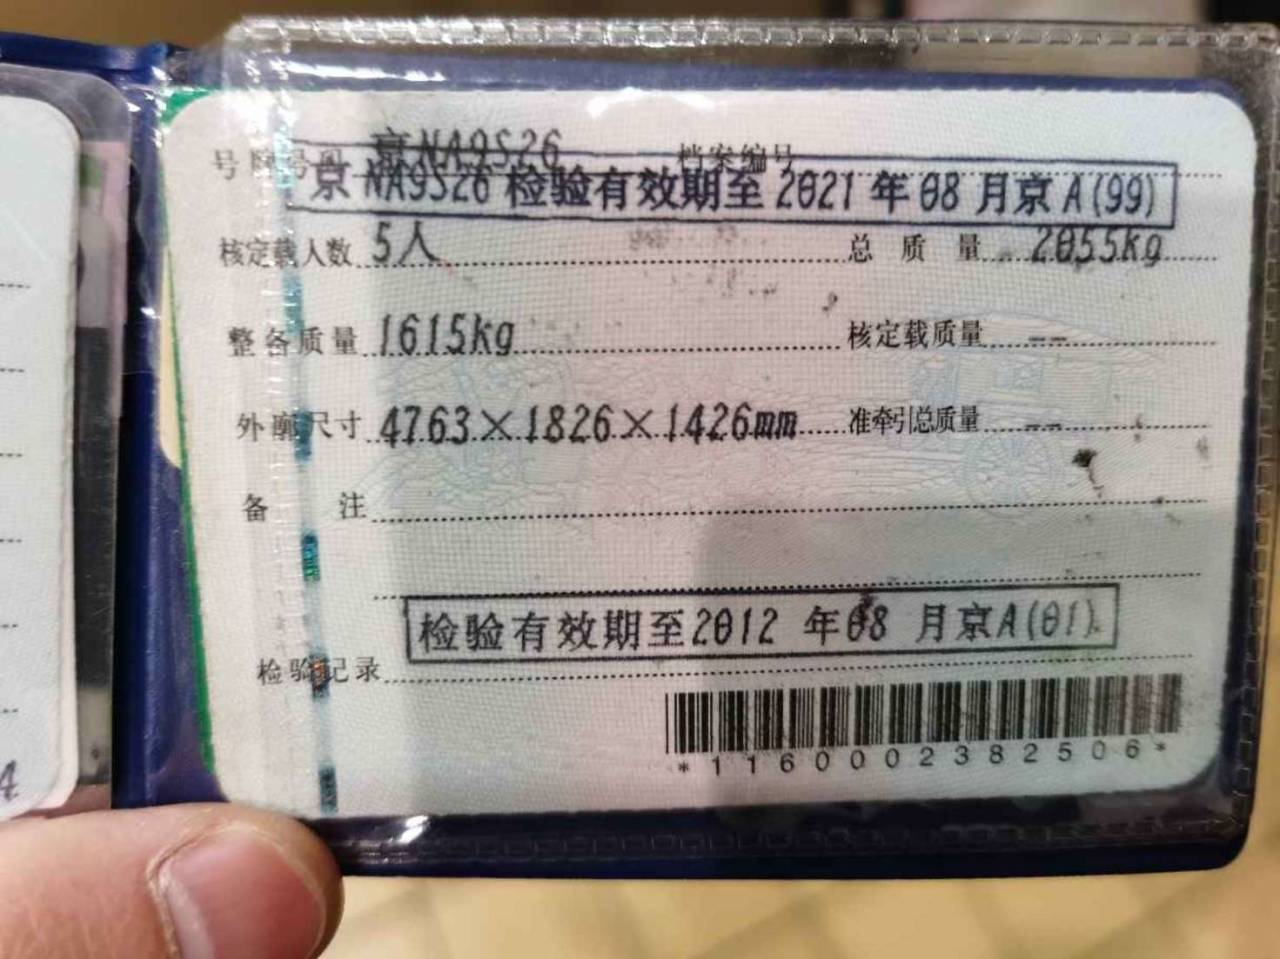 号牌号码 京NA9S26 档案编号
京NA9S26 检验有效期至2021年08月京A(99)
核定载人数 5人 总质量 2055kg
整备质量 1615kg 核定载质量 --
外廓尺寸 4763×1826×1426mm 准牵引总质量 --
备注
检验有效期至2012年08月京A(01)
检验记录
*1160002382506*